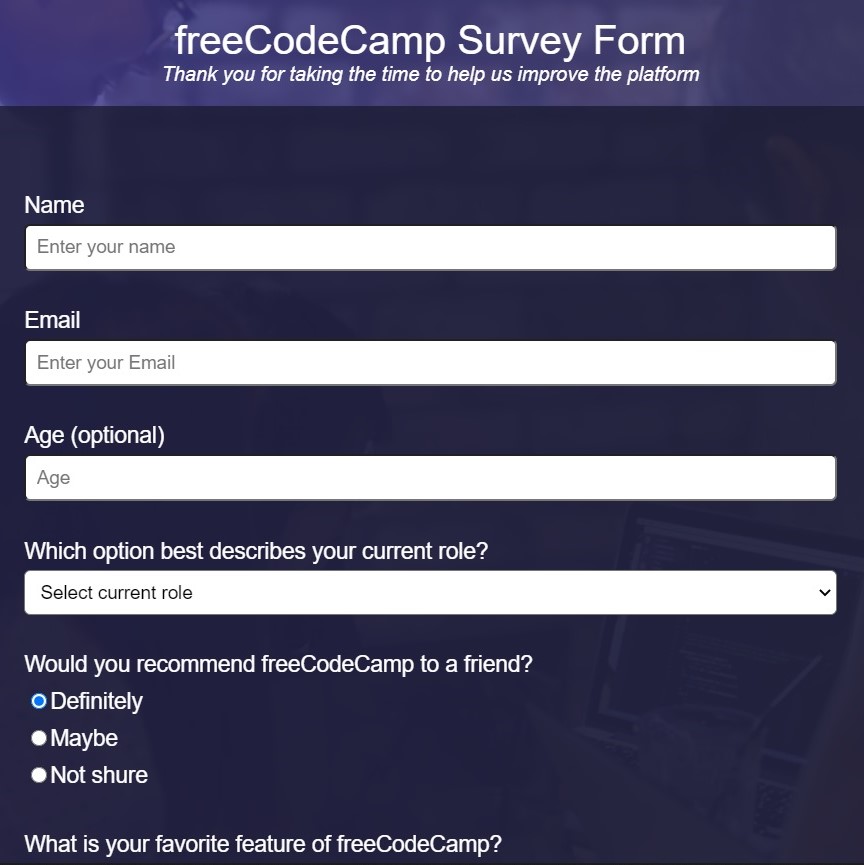 freeCodeCamp Survey Form
Thank you for taking the time to help us improve the platform
Name
Enter your name
Email
Enter your Email
Age (optional)
Age
Which option best describes your current role?
Select current role
Would you recommend freeCodeCamp to a friend?
Definitely
Maybe
Not shure
What is your favorite feature of freeCodeCamp?